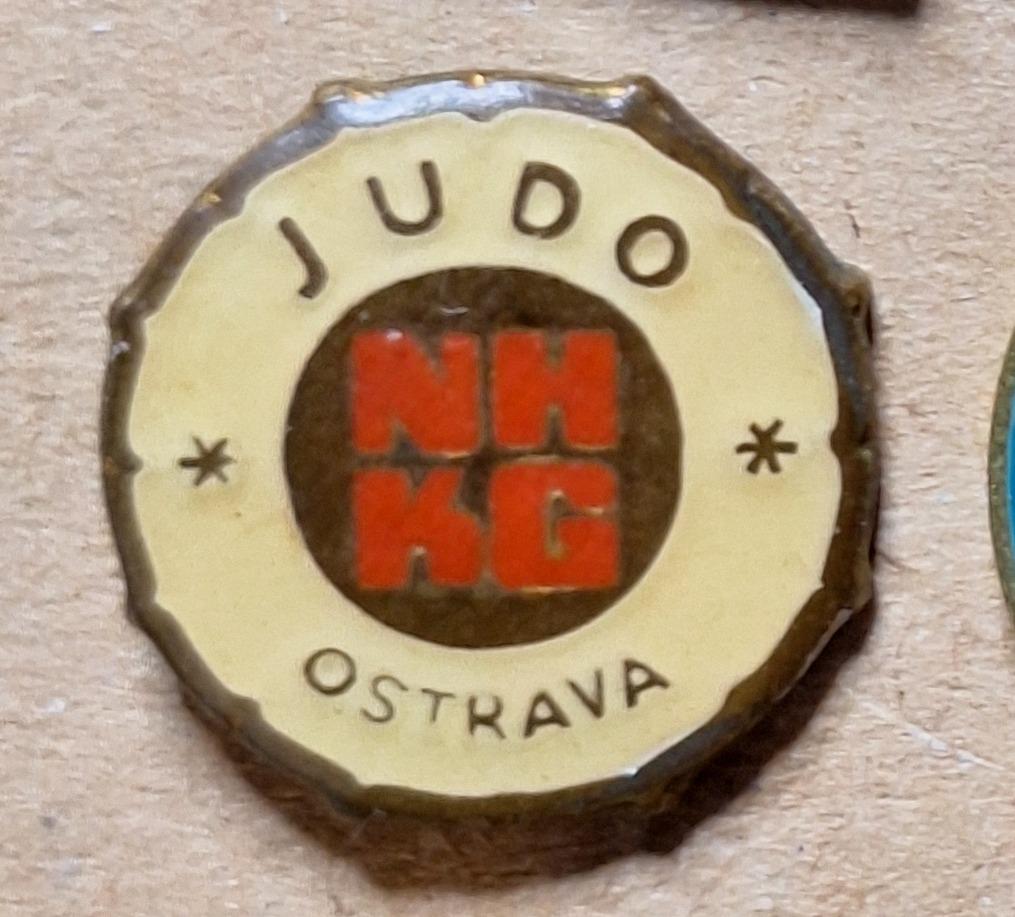 JUDO
NH
KG
* *
OSTRAVA